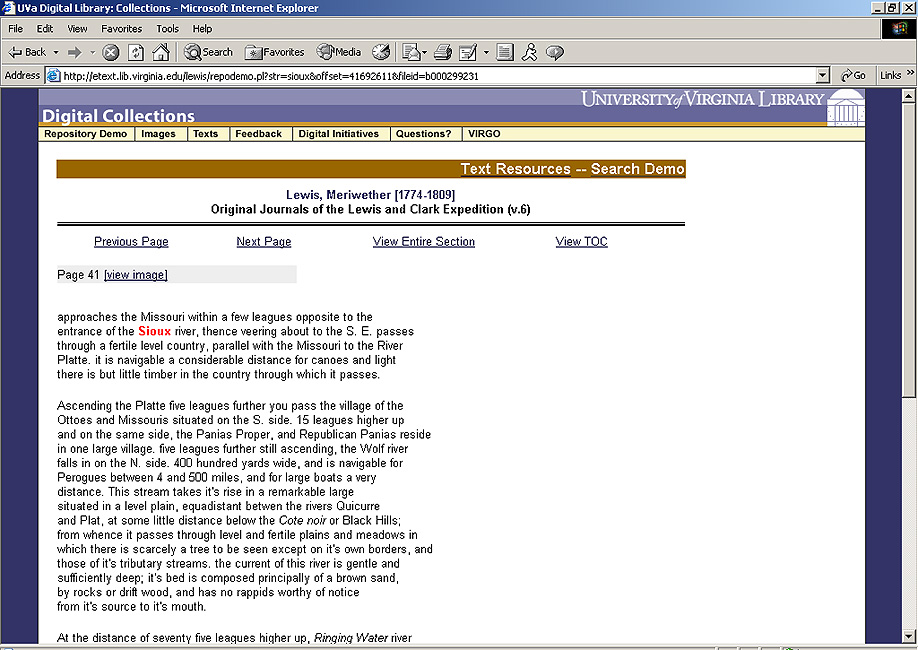 UVa Digital Library: Collections - Microsoft Internet Explorer
File Edit View Favorites Tools Help
Back Search Favorites Media
Address http://etext.lib.virginia.edu/lewis/repodemo.pl?str=sioux&offset=41692611&fileid=b000299231 Go Links »
UNIVERSITY of VIRGINIA LIBRARY
Digital Collections
Repository Demo Images Texts Feedback Digital Initiatives Questions? VIRGO
Text Resources -- Search Demo
Lewis, Meriwether [1774-1809]
Original Journals of the Lewis and Clark Expedition (v.6)
Previous Page Next Page View Entire Section View TOC
Page 41 [view image]
approaches the Missouri within a few leagues opposite to the
entrance of the Sioux river, thence veering about to the S. E. passes
through a fertile level country, parallel with the Missouri to the River
Platte. it is navigable a considerable distance for canoes and light
there is but little timber in the country through which it passes.
Ascending the Platte five leagues further you pass the village of the
Ottoes and Missouris situated on the S. side. 15 leagues higher up
and on the same side, the Panias Proper, and Republican Panias reside
in one large village. five leagues further still ascending, the Wolf river
falls in on the N. side. 400 hundred yards wide, and is navigable for
Perogues between 4 and 500 miles, and for large boats a very
distance. This stream takes it's rise in a remarkable large
situated in a level plain, equadistant betwen the rivers Quicurre
and Plat, at some little distance below the Cote noir or Black Hills;
from whence it passes through level and fertile plains and meadows in
which there is scarcely a tree to be seen except on it's own borders, and
those of it's tributary streams. the current of this river is gentle and
sufficiently deep; it's bed is composed principally of a brown sand,
by rocks or drift wood, and has no rappids worthy of notice
from it's source to it's mouth.
At the distance of seventy five leagues higher up, Ringing Water river